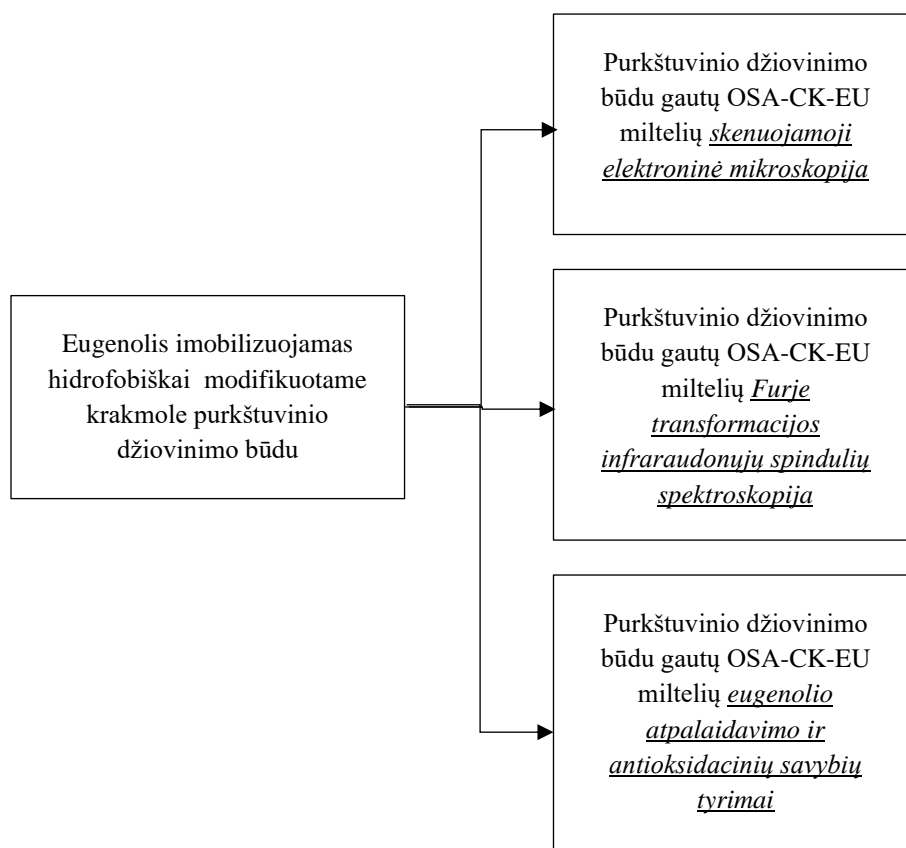 Purkštuvinio džiovinimo
būdu gautų OSA-CK-EU
miltelių skenuojamoji
elektroninė mikroskopija
Eugenolis imobilizuojamas
hidrofobiškai modifikuotame
krakmole purkštuvinio
džiovinimo būdu
Purkštuvinio džiovinimo
būdu gautų OSA-CK-EU
miltelių Furje
transformacijos
infraraudonųjų spindulių
spektroskopija
Purkštuvinio džiovinimo
būdu gautų OSA-CK-EU
miltelių eugenolio
atpalaidavimo ir
antioksidacinių savybių
tyrimai